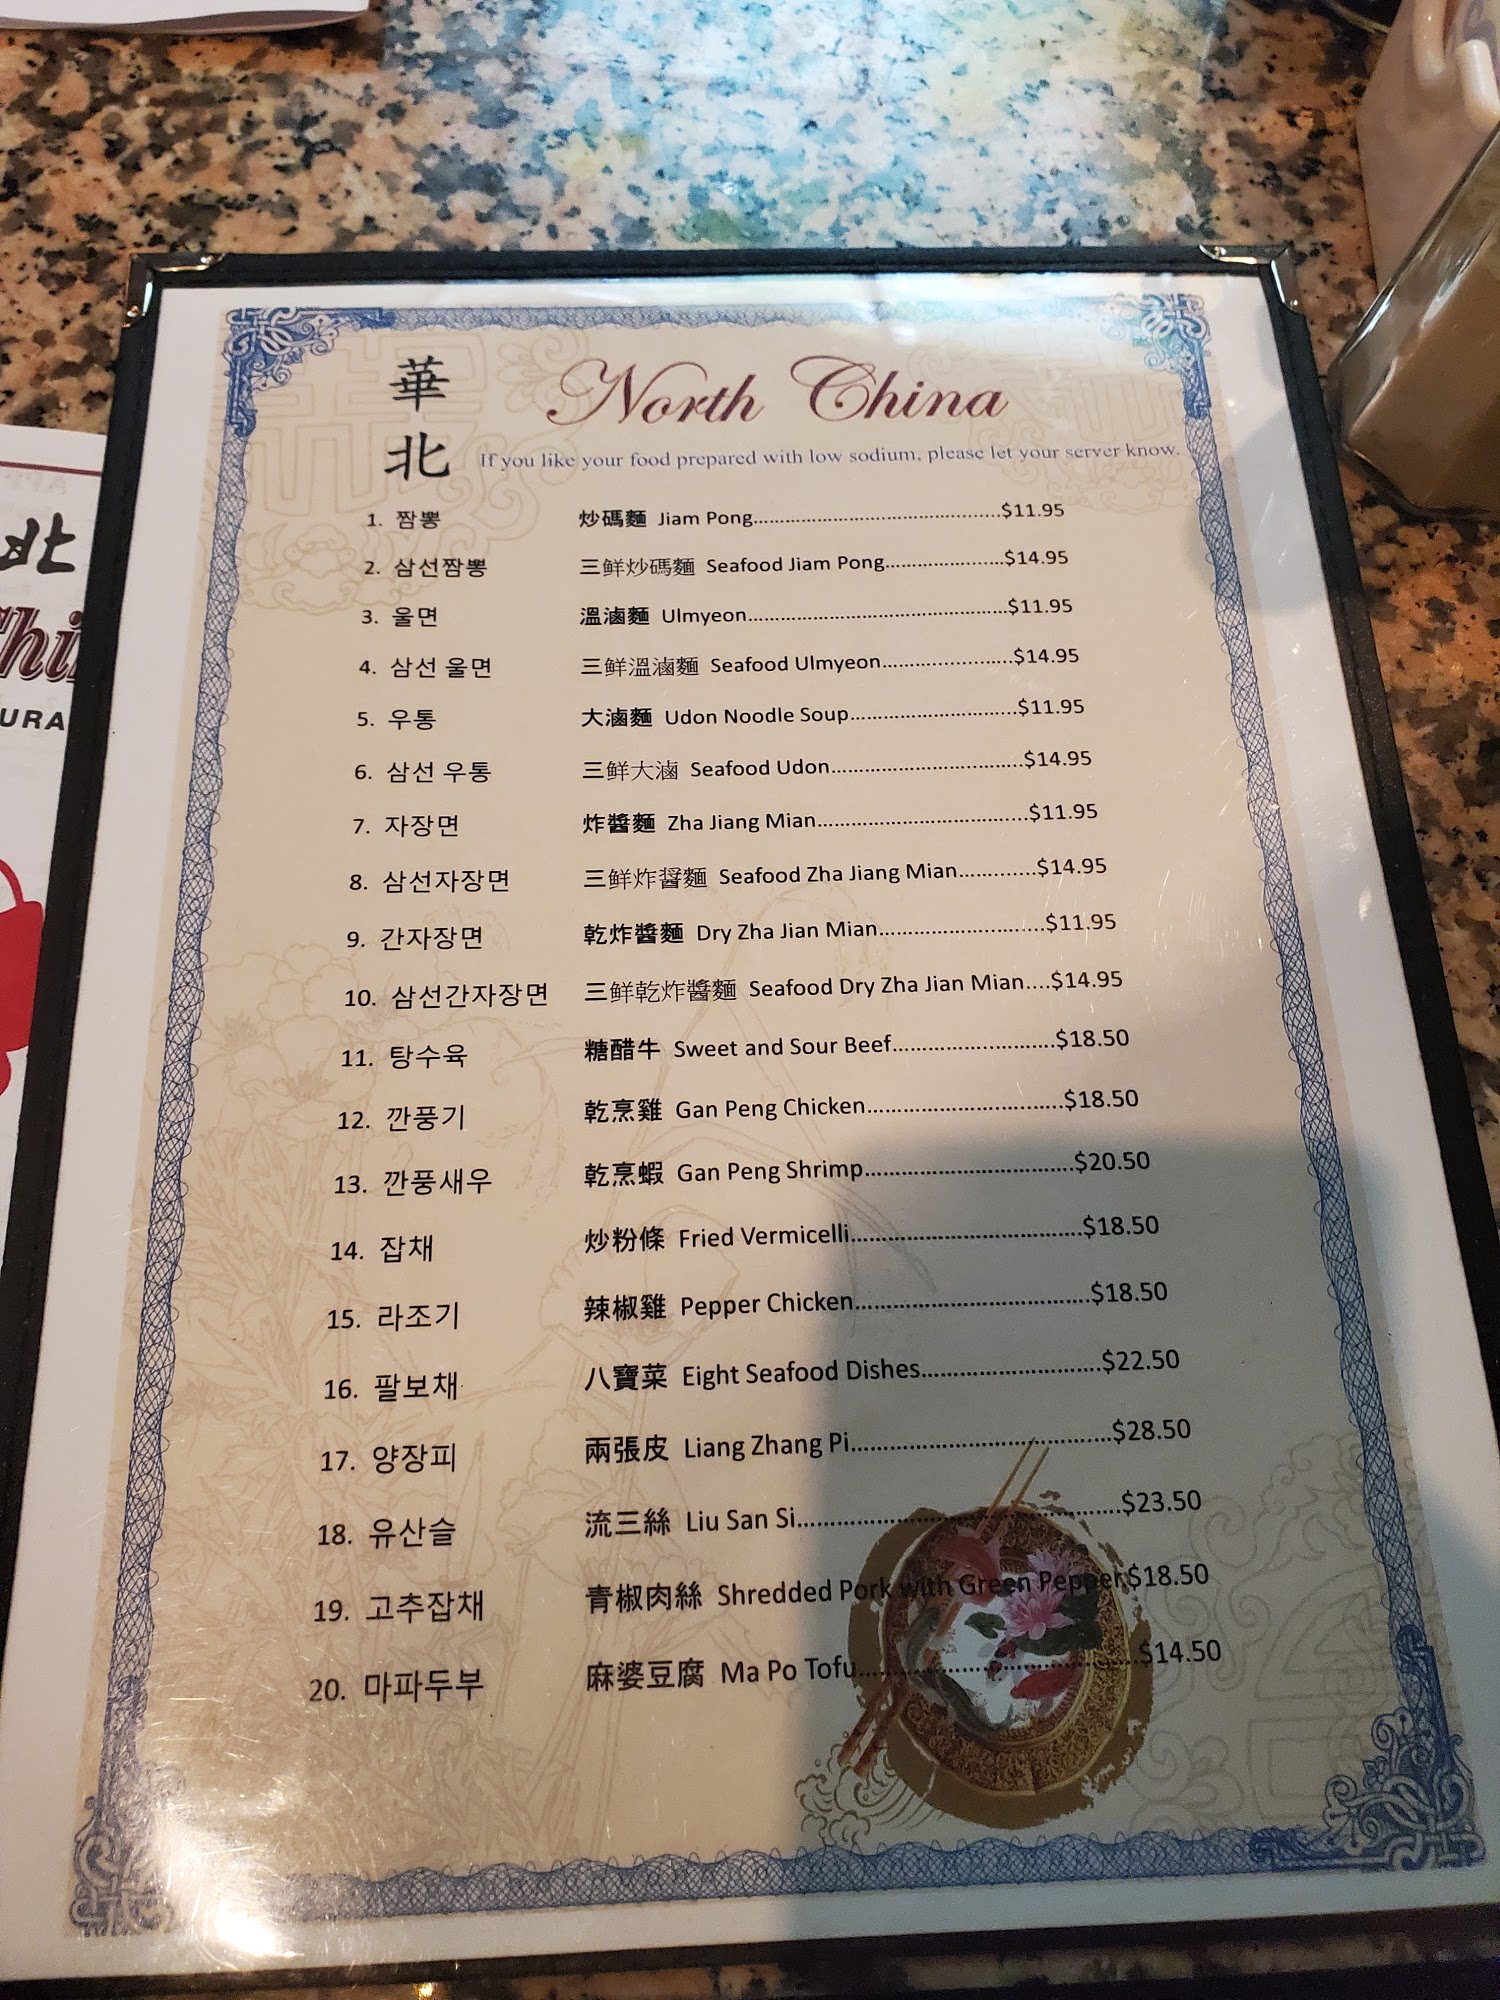 華北 North China
If you like your food prepared with low sodium, please let your server know.
1. 짬뽕 炒碼麵 Jiam Pong $11.95
2. 삼선짬뽕 三鲜炒碼麵 Seafood Jiam Pong $14.95
3. 울면 溫滷麵 Ulmyeon $11.95
4. 삼선 울면 三鲜溫滷麵 Seafood Ulmyeon $14.95
5. 우통 大滷麵 Udon Noodle Soup $11.95
6. 삼선 우통 三鲜大滷 Seafood Udon $14.95
7. 자장면 炸醬麵 Zha Jiang Mian $11.95
8. 삼선자장면 三鲜炸醤麵 Seafood Zha Jiang Mian $14.95
9. 간자장면 乾炸醬麵 Dry Zha Jian Mian $11.95
10. 삼선간자장면 三鲜乾炸醬麵 Seafood Dry Zha Jian Mian $14.95
11. 탕수육 糖醋牛 Sweet and Sour Beef $18.50
12. 깐풍기 乾烹雞 Gan Peng Chicken $18.50
13. 깐풍새우 乾烹蝦 Gan Peng Shrimp $20.50
14. 잡채 炒粉條 Fried Vermicelli $18.50
15. 라조기 辣椒雞 Pepper Chicken $18.50
16. 팔보채 八寶菜 Eight Seafood Dishes $22.50
17. 양장피 兩張皮 Liang Zhang Pi $28.50
18. 유산슬 流三絲 Liu San Si $23.50
19. 고추잡채 青椒肉絲 Shredded Pork with Green Pepper $18.50
20. 마파두부 麻婆豆腐 Ma Po Tofu $14.50
北